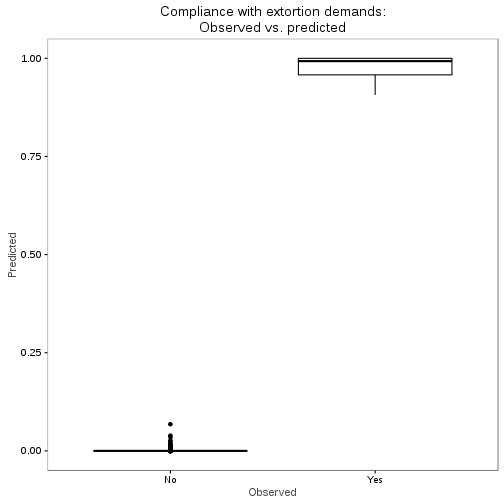 Compliance with extortion demands:
Observed vs. predicted
Predicted
1.00
0.75
0.50
0.25
0.00
No
Yes
Observed